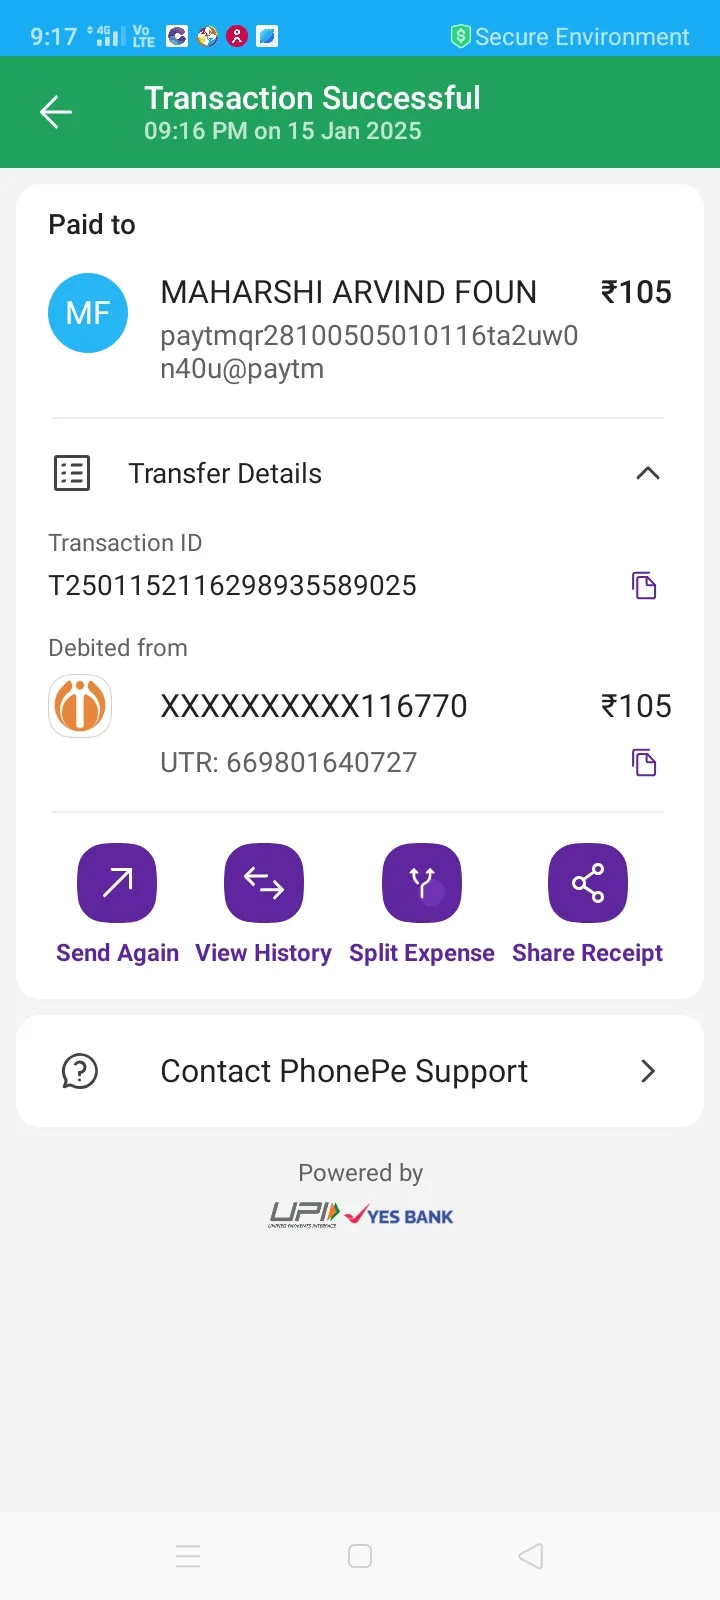 9:17 4G Vo LTE Secure Environment
Transaction Successful
09:16 PM on 15 Jan 2025
Paid to
MF MAHARSHI ARVIND FOUN ₹105
paytmqr28100505010116ta2uw0
n40u@paytm
Transfer Details
Transaction ID
T2501152116298935589025
Debited from
XXXXXXXXXX116770 ₹105
UTR: 669801640727
Send Again View History Split Expense Share Receipt
Contact PhonePe Support
Powered by
UPI YES BANK
UNIFIED PAYMENTS INTERFACE